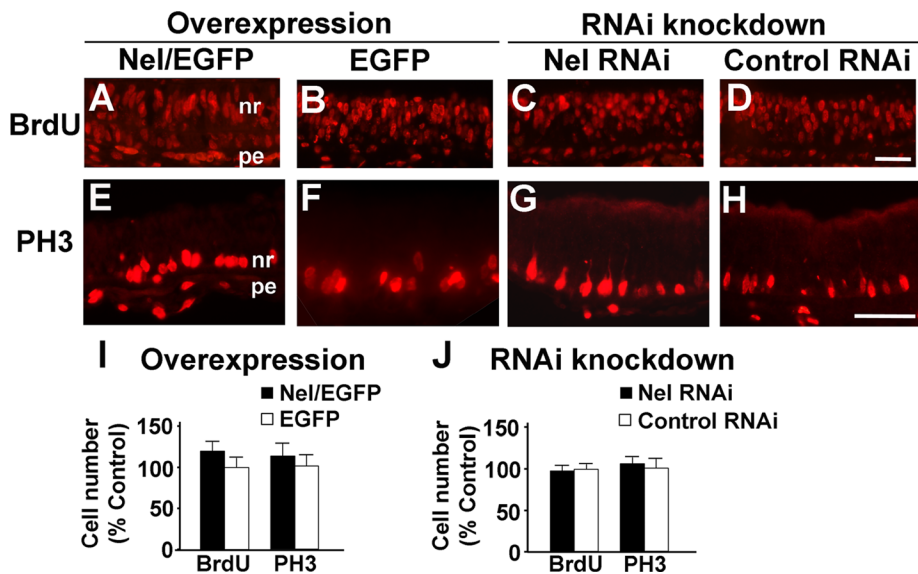 Overexpression RNAi knockdown
Nel/EGFP EGFP Nel RNAi Control RNAi
BrdU A nr pe B C D
PH3 E nr pe F G H
I Overexpression J RNAi knockdown
Nel/EGFP Nel RNAi
EGFP Control RNAi
Cell number (% Control) 150 100 50 Cell number (% Control) 150 100 50
BrdU PH3 BrdU PH3